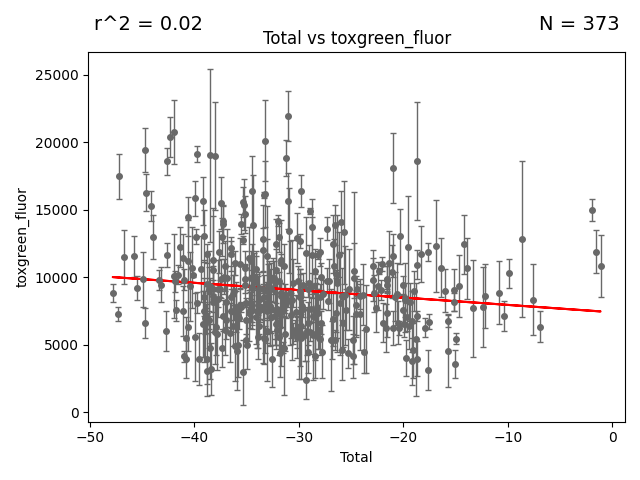 r^2 = 0.02
N = 373
Total vs toxgreen_fluor
25000
20000
15000
10000
5000
0
toxgreen_fluor
−50
−40
−30
−20
−10
0
Total